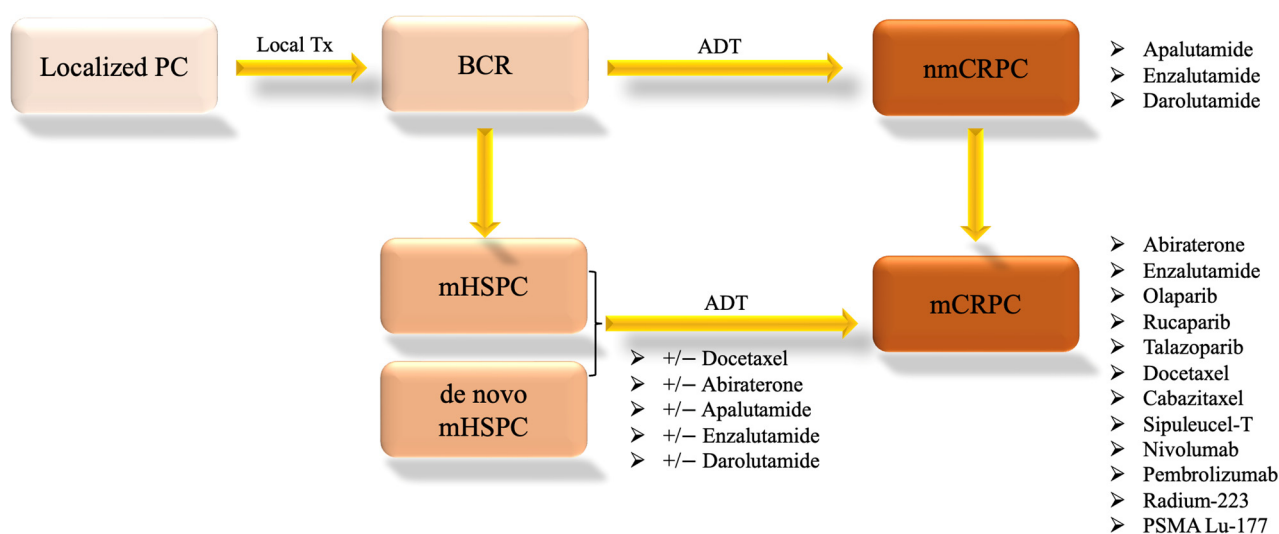 Localized PC
Local Tx
BCR
ADT
nmCRPC
➢ Apalutamide
➢ Enzalutamide
➢ Darolutamide
mHSPC
de novo
mHSPC
ADT
➢ +/− Docetaxel
➢ +/− Abiraterone
➢ +/− Apalutamide
➢ +/− Enzalutamide
➢ +/− Darolutamide
mCRPC
➢ Abiraterone
➢ Enzalutamide
➢ Olaparib
➢ Rucaparib
➢ Talazoparib
➢ Docetaxel
➢ Cabazitaxel
➢ Sipuleucel-T
➢ Nivolumab
➢ Pembrolizumab
➢ Radium-223
➢ PSMA Lu-177